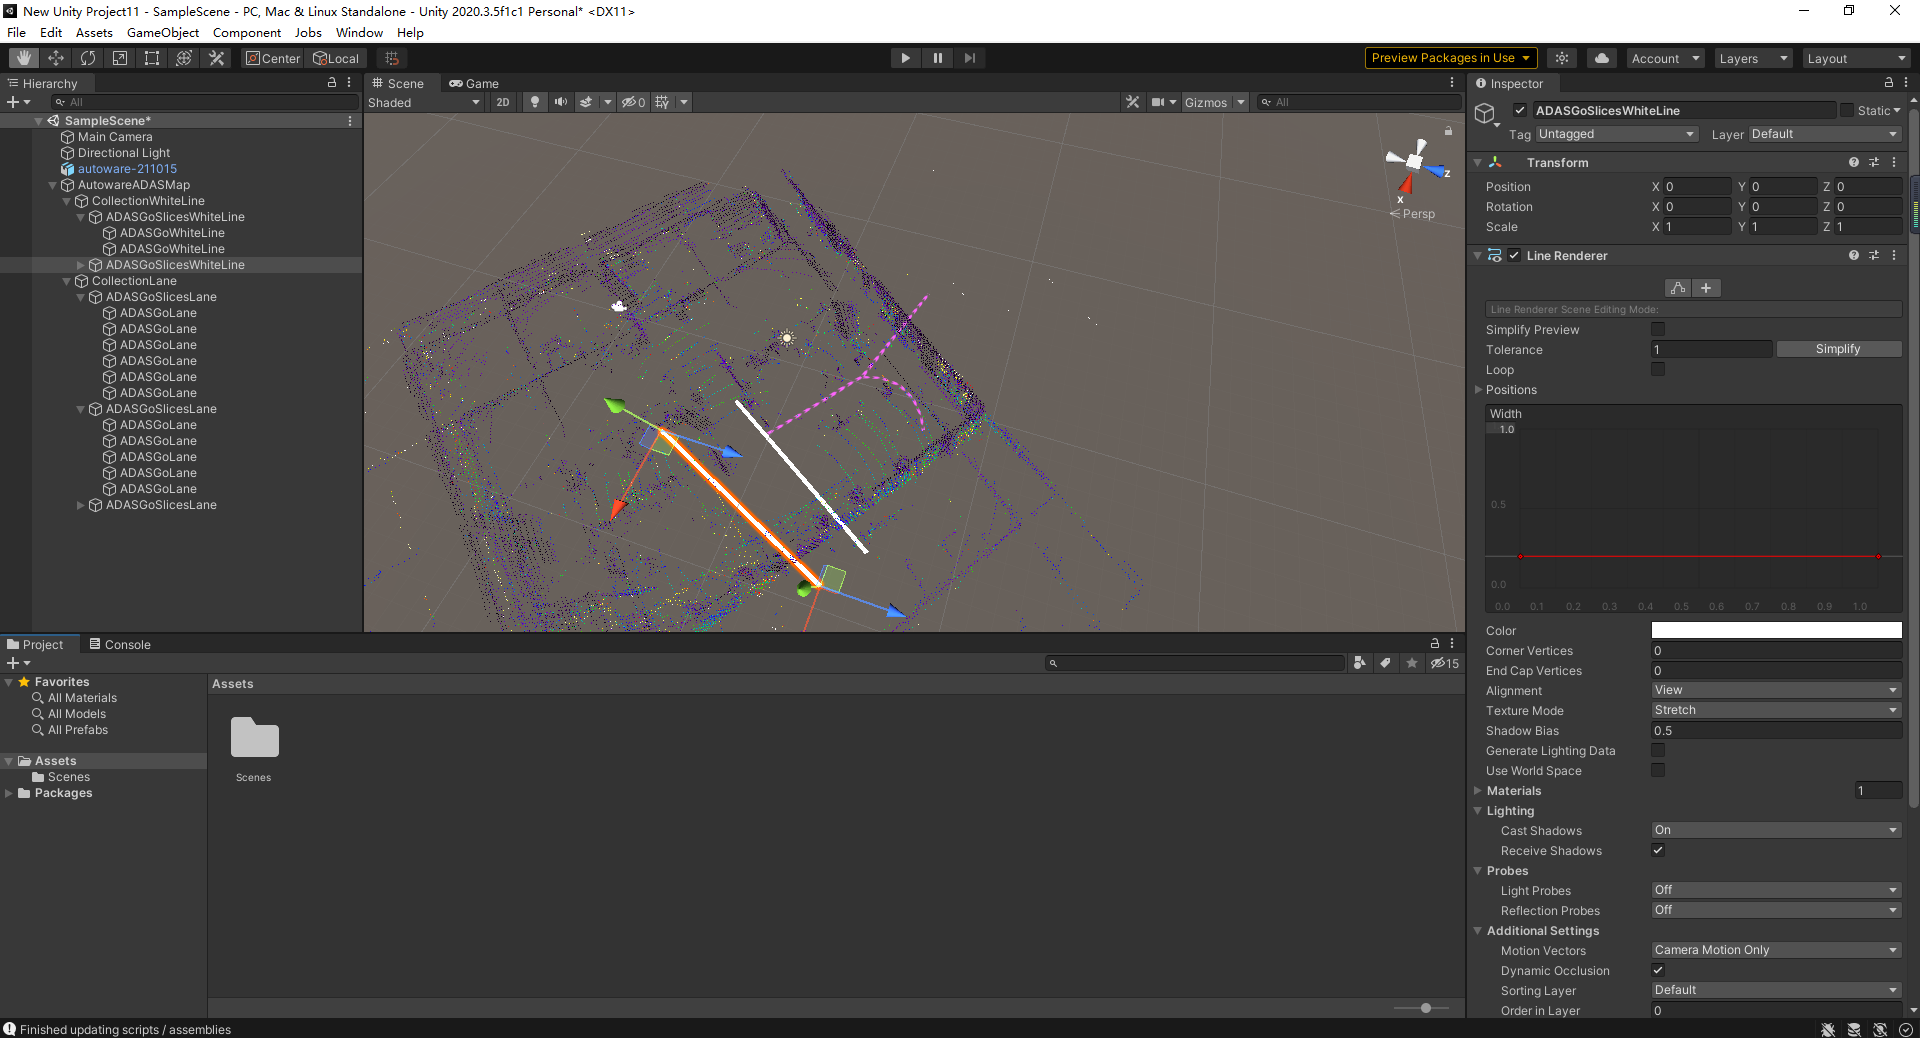 New Unity Project11 - SampleScene - PC, Mac & Linux Standalone - Unity 2020.3.5f1c1 Personal* <DX11>
File Edit Assets GameObject Component Jobs Window Help
Center Local Preview Packages in Use Account Layers Layout
Hierarchy
All
SampleScene*
Main Camera
Directional Light
autoware-211015
AutowareADASMap
CollectionWhiteLine
ADASGoSlicesWhiteLine
ADASGoWhiteLine
ADASGoWhiteLine
ADASGoSlicesWhiteLine
CollectionLane
ADASGoSlicesLane
ADASGoLane
ADASGoLane
ADASGoLane
ADASGoLane
ADASGoLane
ADASGoLane
ADASGoSlicesLane
ADASGoLane
ADASGoLane
ADASGoLane
ADASGoLane
ADASGoLane
ADASGoSlicesLane
Scene Game
Shaded 2D 0 Gizmos All
z
x
Persp
Inspector
ADASGoSlicesWhiteLine Static
Tag Untagged Layer Default
Transform
Position X 0 Y 0 Z 0
Rotation X 0 Y 0 Z 0
Scale X 1 Y 1 Z 1
Line Renderer
Line Renderer Scene Editing Mode:
Simplify Preview
Tolerance 1 Simplify
Loop
Positions
Width
1.0
0.5
0.0
0.0 0.1 0.2 0.3 0.4 0.5 0.6 0.7 0.8 0.9 1.0
Color
Corner Vertices 0
End Cap Vertices 0
Alignment View
Texture Mode Stretch
Shadow Bias 0.5
Generate Lighting Data
Use World Space
Materials 1
Lighting
Cast Shadows On
Receive Shadows
Probes
Light Probes Off
Reflection Probes Off
Additional Settings
Motion Vectors Camera Motion Only
Dynamic Occlusion
Sorting Layer Default
Order in Layer 0
Project Console
15
Favorites
All Materials
All Models
All Prefabs
Assets
Scenes
Packages
Assets
Scenes
Finished updating scripts / assemblies